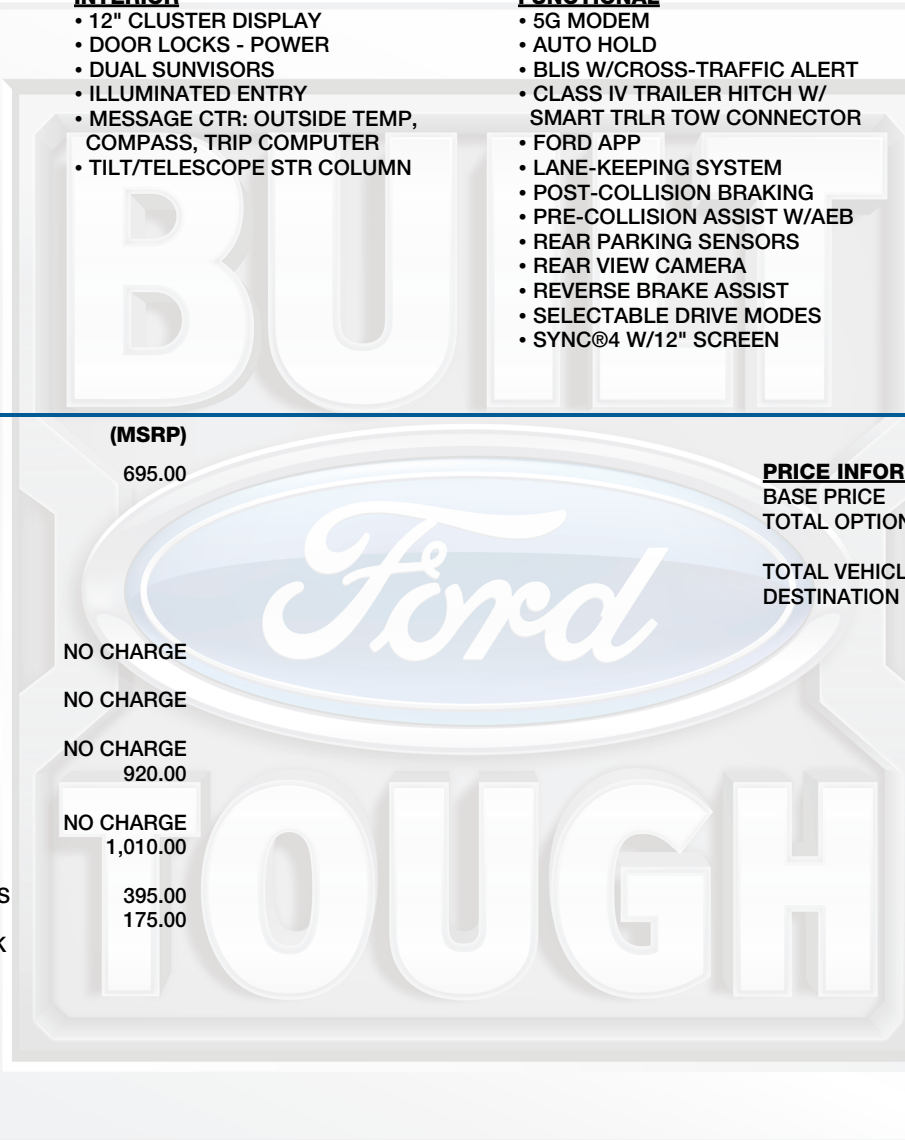 INTERIOR
• 12" CLUSTER DISPLAY
• DOOR LOCKS - POWER
• DUAL SUNVISORS
• ILLUMINATED ENTRY
• MESSAGE CTR: OUTSIDE TEMP,
COMPASS, TRIP COMPUTER
• TILT/TELESCOPE STR COLUMN
FUNCTIONAL
• 5G MODEM
• AUTO HOLD
• BLIS W/CROSS-TRAFFIC ALERT
• CLASS IV TRAILER HITCH W/
SMART TRLR TOW CONNECTOR
• FORD APP
• LANE-KEEPING SYSTEM
• POST-COLLISION BRAKING
• PRE-COLLISION ASSIST W/AEB
• REAR PARKING SENSORS
• REAR VIEW CAMERA
• REVERSE BRAKE ASSIST
• SELECTABLE DRIVE MODES
• SYNC®4 W/12" SCREEN
BUILT
(MSRP)
695.00
NO CHARGE
NO CHARGE
NO CHARGE
920.00
NO CHARGE
1,010.00
S 395.00
175.00
K
PRICE INFOR
BASE PRICE
TOTAL OPTION
TOTAL VEHICL
DESTINATION
Ford
TOUGH